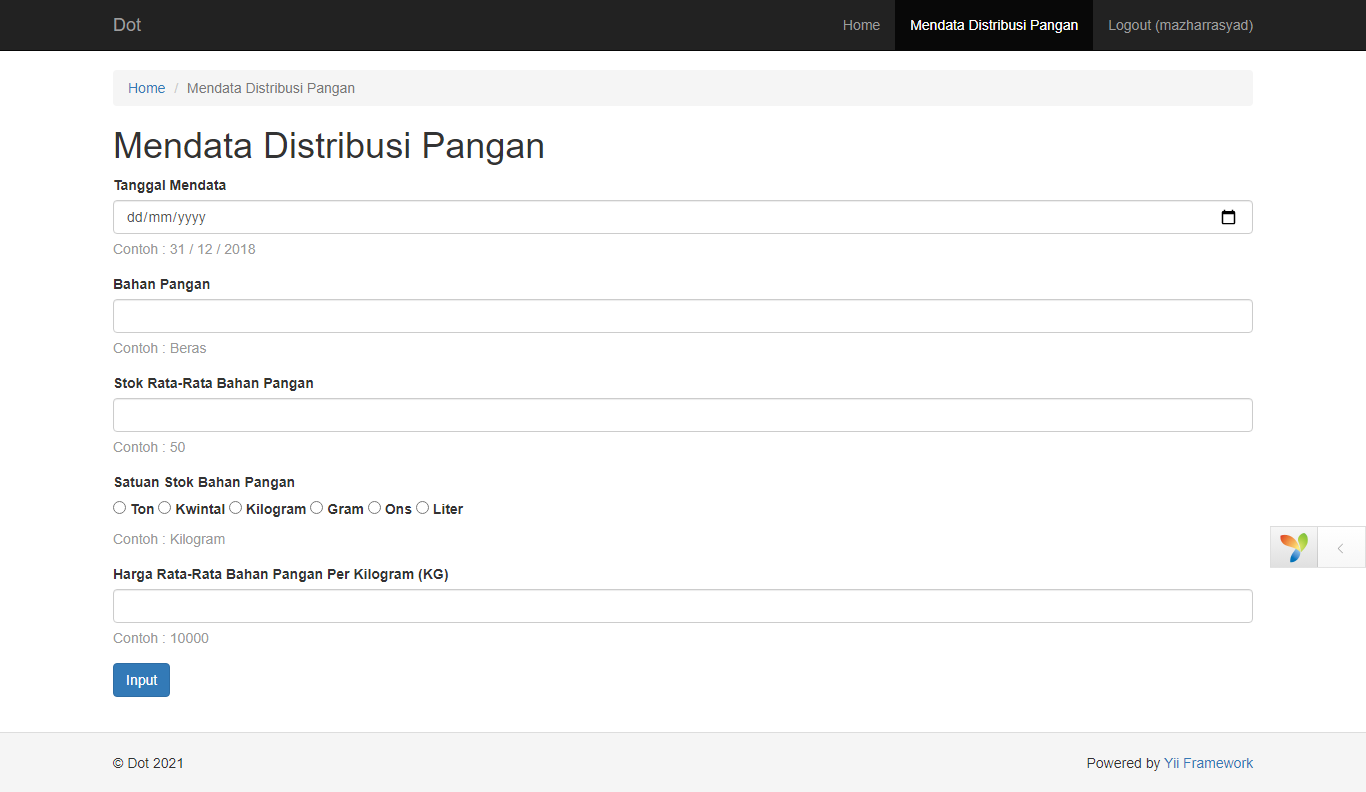 Dot Home Mendata Distribusi Pangan Logout (mazharrasyad)
Home / Mendata Distribusi Pangan
Mendata Distribusi Pangan
Tanggal Mendata
dd/mm/yyyy
Contoh : 31 / 12 / 2018
Bahan Pangan
Contoh : Beras
Stok Rata-Rata Bahan Pangan
Contoh : 50
Satuan Stok Bahan Pangan
Ton Kwintal Kilogram Gram Ons Liter
Contoh : Kilogram
Harga Rata-Rata Bahan Pangan Per Kilogram (KG)
Contoh : 10000
Input
© Dot 2021 Powered by Yii Framework